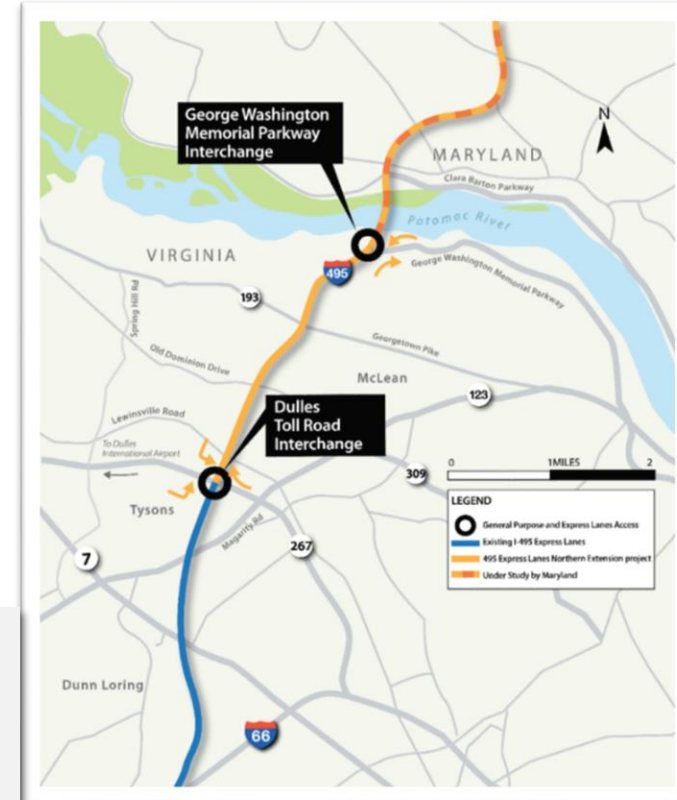 George Washington
Memorial Parkway
Interchange
N
MARYLAND
Clara Barton Parkway
Potomac River
VIRGINIA
495
George Washington Memorial Parkway
193
Spring Hill Rd
Georgetown Pike
Old Dominion Drive
McLean
123
Dulles
Toll Road
Interchange
Lewinsville Road
To Dulles
International Airport
309
0 1MILES 2
LEGEND
General Purpose and Express Lanes Access
Existing I-495 Express Lanes
495 Express Lanes Northern Extension project
Under Study by Maryland
Tysons
Magarity Rd
267
7
Dunn Loring
66